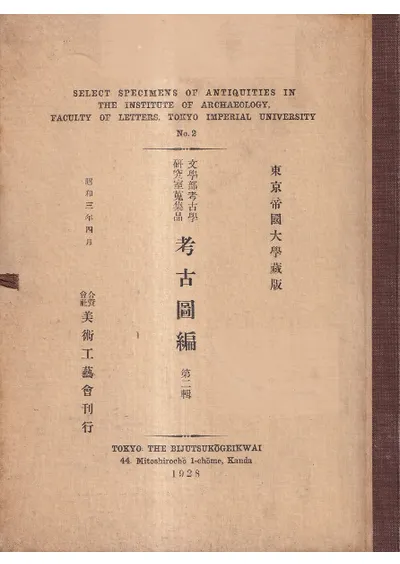 SELECT SPECIMENS OF ANTIQUITIES IN
THE INSTITUTE OF ARCHAEOLOGY,
FACULTY OF LETTERS, TOKYO IMPERIAL UNIVERSITY
No. 2
東京帝國大學藏版
文學部考古學
研究室蒐集品
考古圖編 第二輯
昭和三年四月
合資
會社
美術工藝會刊行
TOKYO: THE BIJUTSUKŌGEIKWAI
44. Mitoshirochō 1-chōme, Kanda
1928